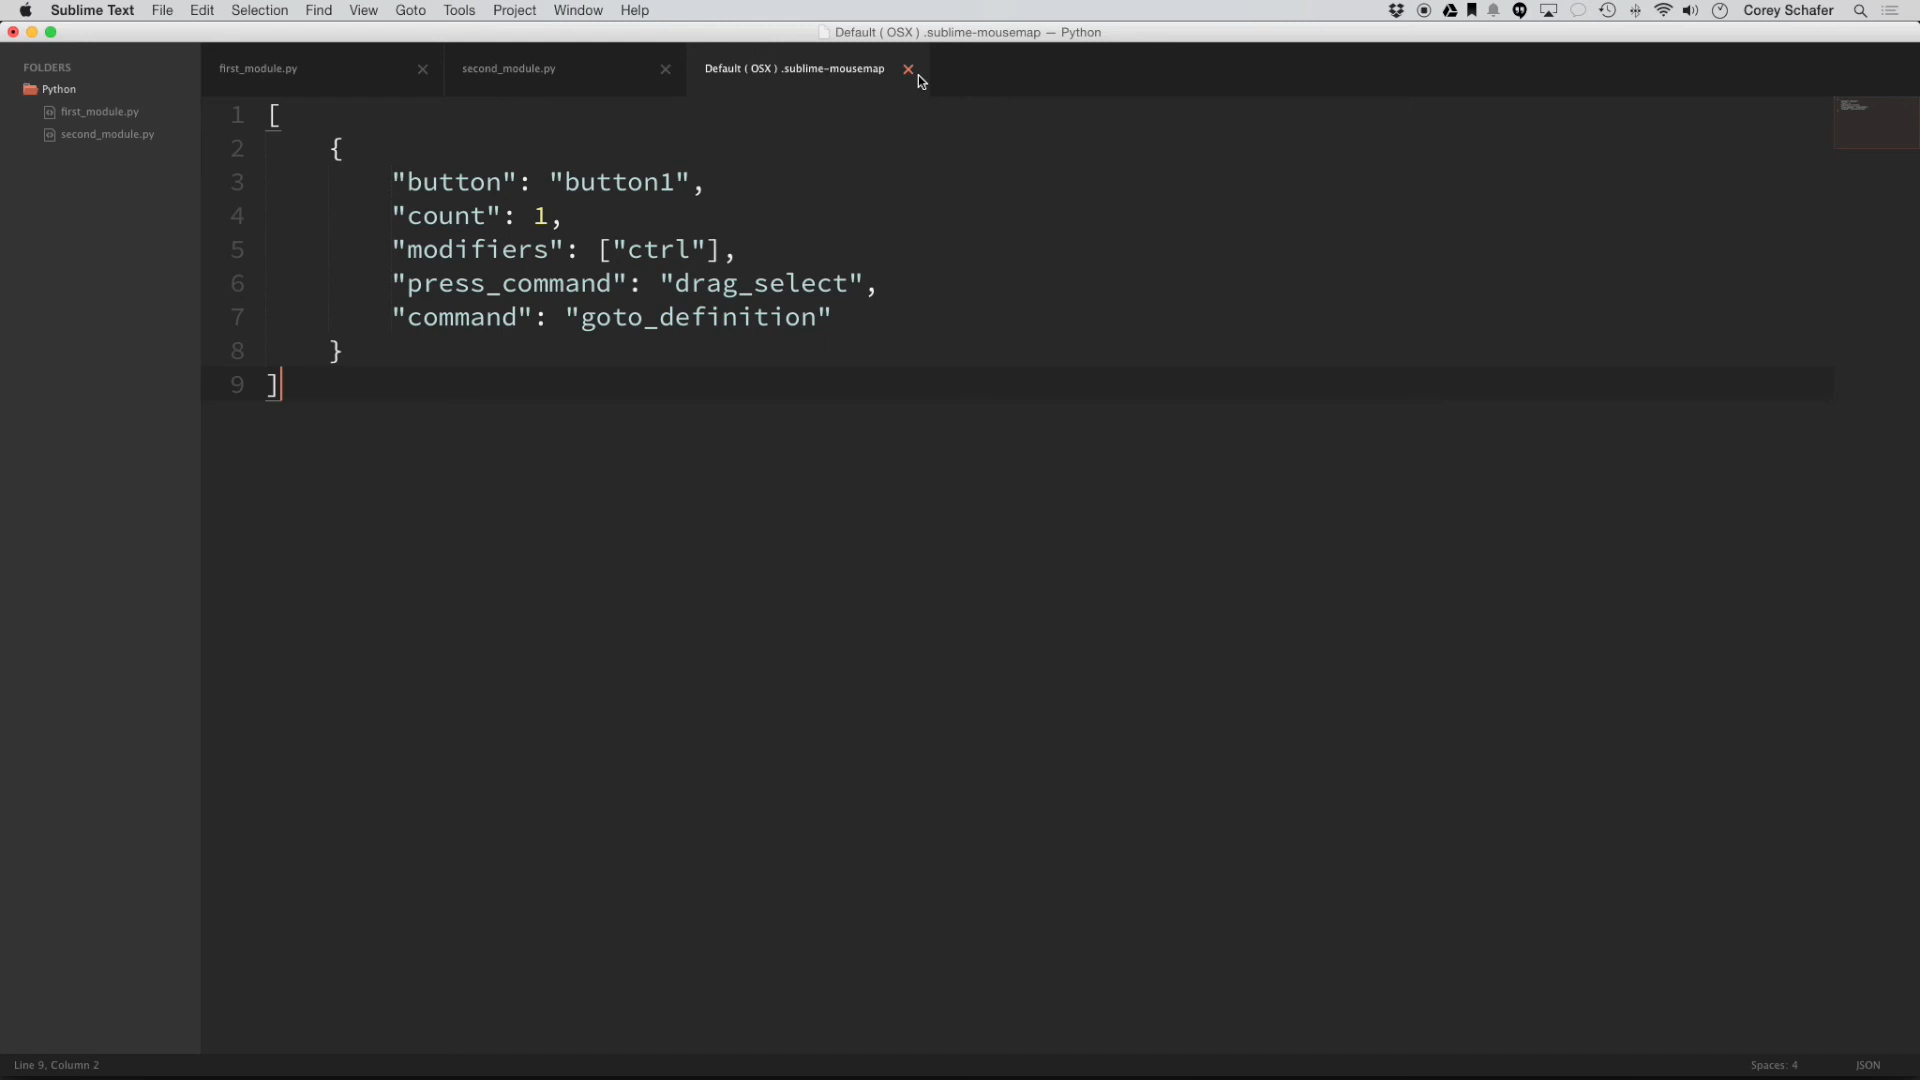 Sublime Text File Edit Selection Find View Goto Tools Project Window Help Corey Schafer
Default ( OSX ) .sublime-mousemap — Python
FOLDERS
Python
first_module.py
second_module.py
first_module.py second_module.py Default ( OSX ) .sublime-mousemap
1 [
2 {
3 "button": "button1",
4 "count": 1,
5 "modifiers": ["ctrl"],
6 "press_command": "drag_select",
7 "command": "goto_definition"
8 }
9 ]
Line 9, Column 2 Spaces: 4 JSON